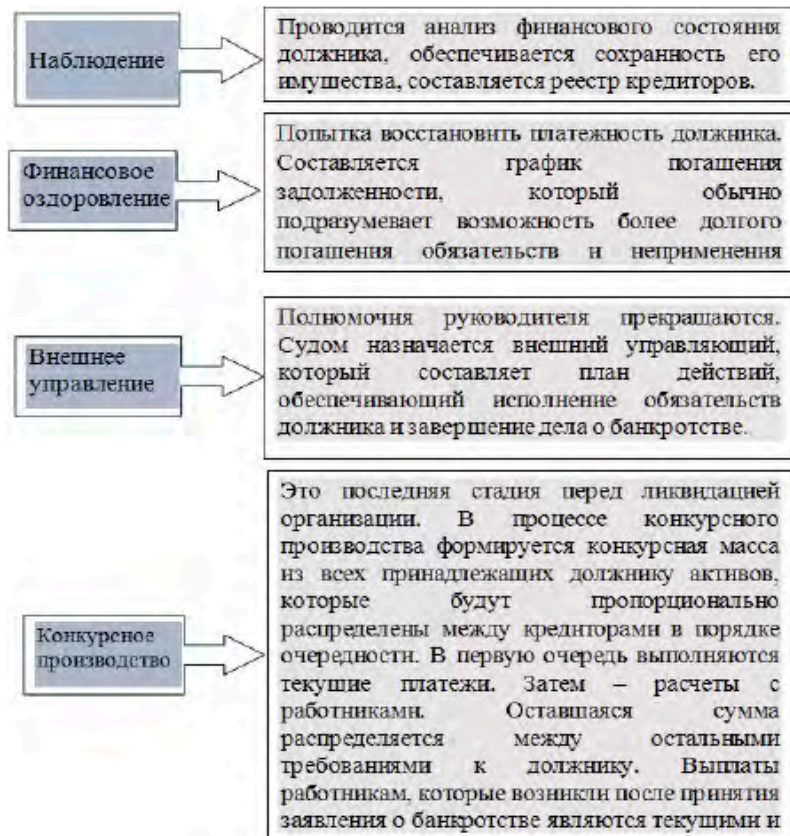 Наблюдение
Проводится анализ финансового состояния
должника, обеспечивается сохранность его
имущества, составляется реестр кредиторов.
Финансовое
оздоровление
Попытка восстановить платежность должника.
Составляется график погашения
задолженности, который обычно
подразумевает возможность более долгого
погашения обязательств и неприменения
Внешнее
управление
Полномочия руководителя прекращаются.
Судом назначается внешний управляющий,
который составляет план действий,
обеспечивающий исполнение обязательств
должника и завершение дела о банкротстве.
Конкурсное
производство
Это последняя стадия перед ликвидацией
организации. В процессе конкурсного
производства формируется конкурсная масса
из всех принадлежащих должнику активов,
которые будут пропорционально
распределены между кредиторами в порядке
очередности. В первую очередь выполняются
текущие платежи. Затем – расчеты с
работниками. Оставшаяся сумма
распределяется между остальными
требованиями к должнику. Выплаты
работникам, которые возникли после принятия
заявления о банкротстве являются текущими и